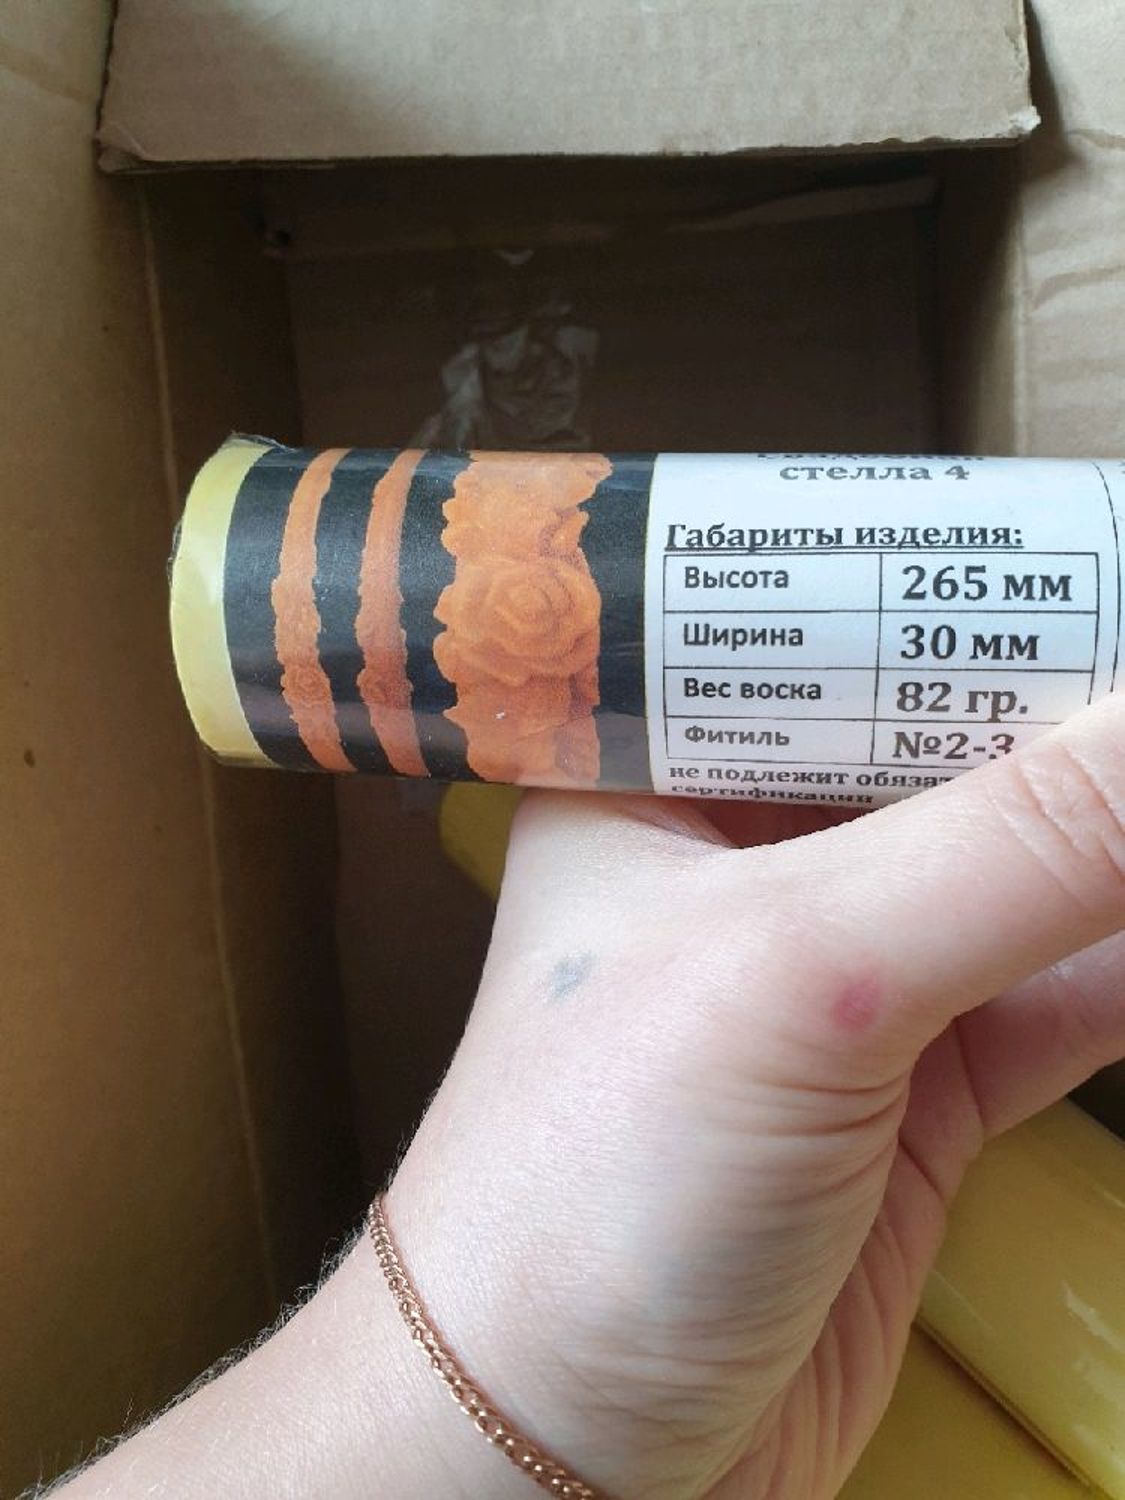 стелла 4
Габариты изделия:
Высота 265 мм
Ширина 30 мм
Вес воска 82 гр.
Фитиль №2-3
не подлежит
сертификации